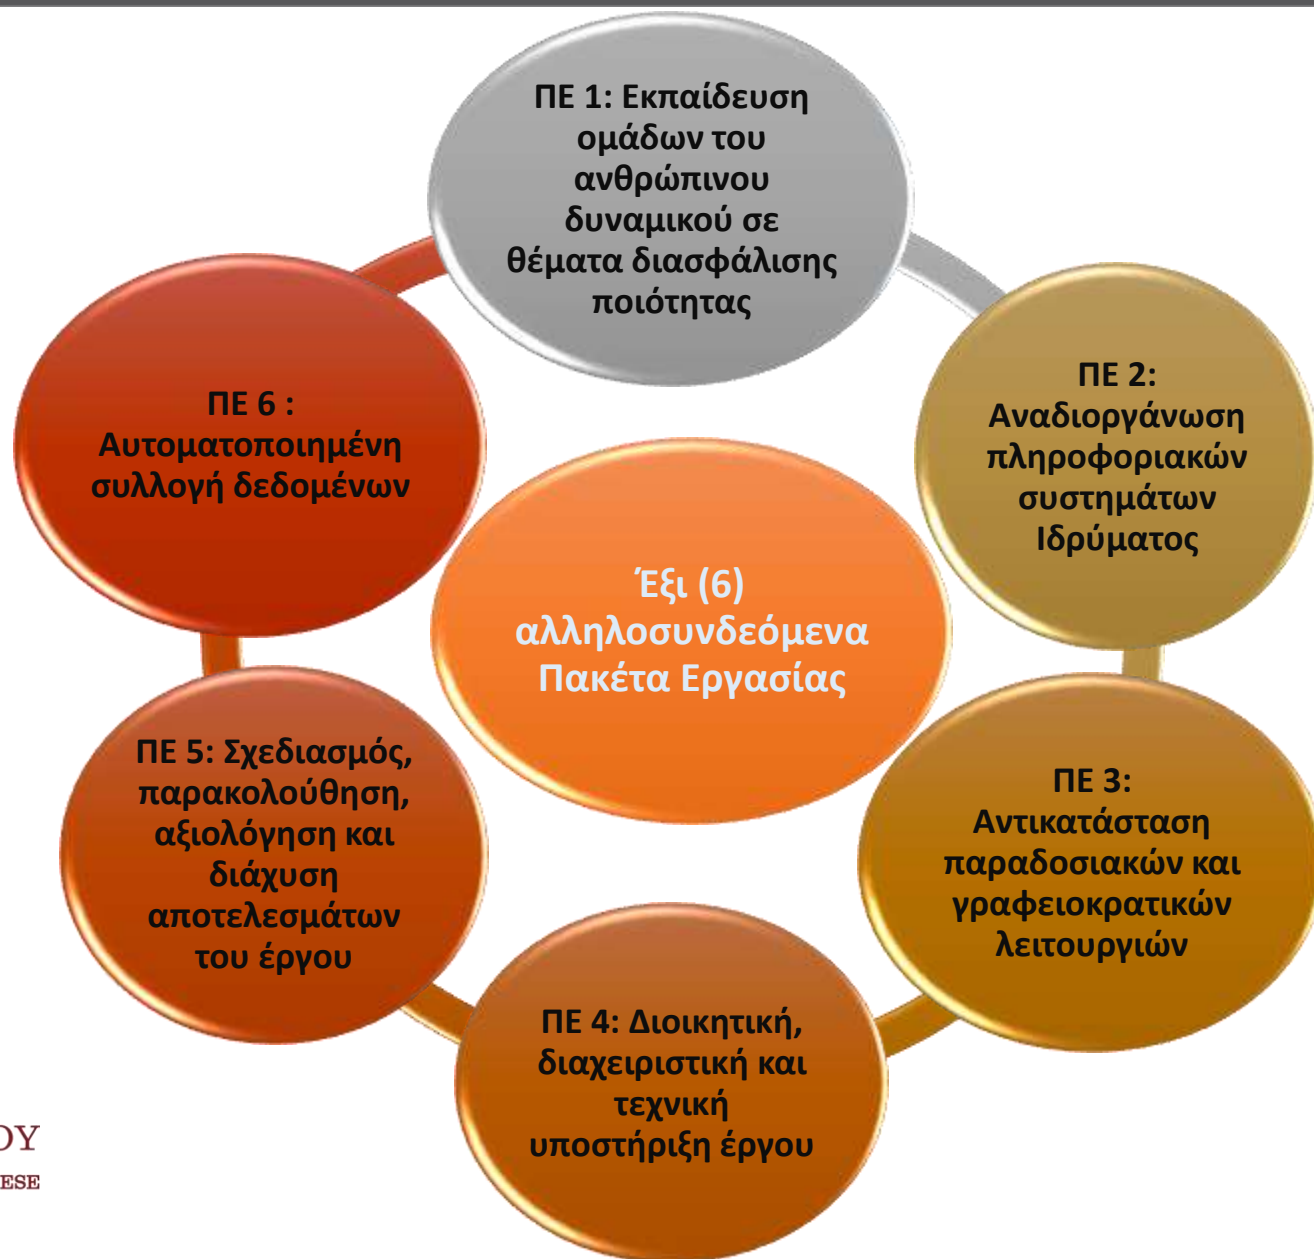 ΠΕ 1: Εκπαίδευση
ομάδων του
ανθρώπινου
δυναμικού σε
θέματα διασφάλισης
ποιότητας
ΠΕ 2:
Αναδιοργάνωση
πληροφοριακών
συστημάτων
Ιδρύματος
ΠΕ 3:
Αντικατάσταση
παραδοσιακών και
γραφειοκρατικών
λειτουργιών
ΠΕ 4: Διοικητική,
διαχειριστική και
τεχνική
υποστήριξη έργου
ΠΕ 5: Σχεδιασμός,
παρακολούθηση,
αξιολόγηση και
διάχυση
αποτελεσμάτων
του έργου
ΠΕ 6 :
Αυτοματοποιημένη
συλλογή δεδομένων
Έξι (6)
αλληλοσυνδεόμενα
Πακέτα Εργασίας
ΟΥ
ESE